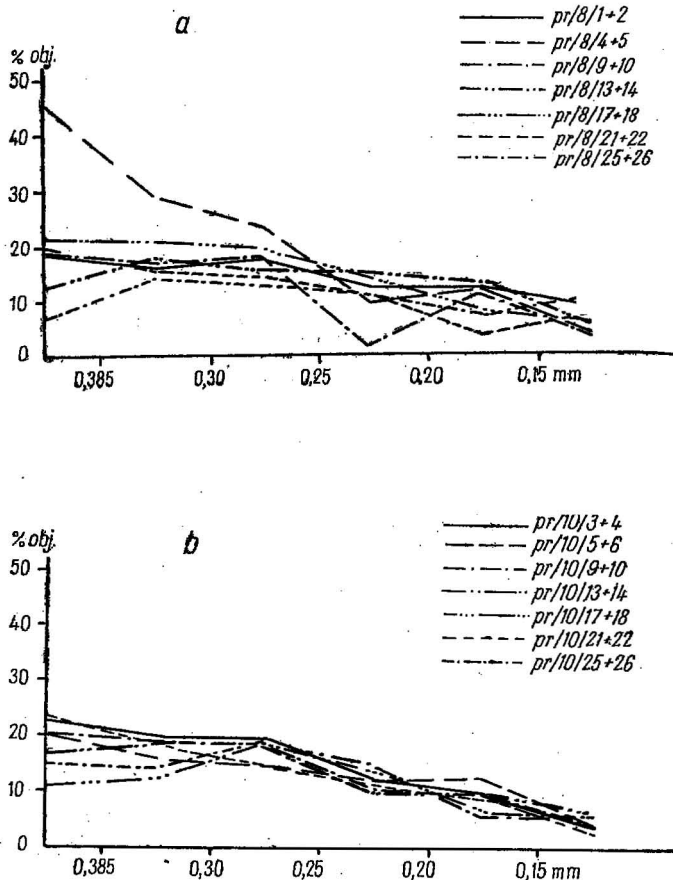 a
pr/8/1+2
pr/8/4+5
pr/8/9+10
pr/8/13+14
pr/8/17+18
pr/8/21+22
pr/8/25+26
% obj.
50
40
30
20
10
0
0,385
0,30
0,25
0,20
0,15 mm
b
pr/10/3+4
pr/10/5+6
pr/10/9+10
pr/10/13+14
pr/10/17+18
pr/10/21+22
pr/10/25+26
% obj.
50
40
30
20
10
0
0,385
0,30
0,25
0,20
0,15 mm